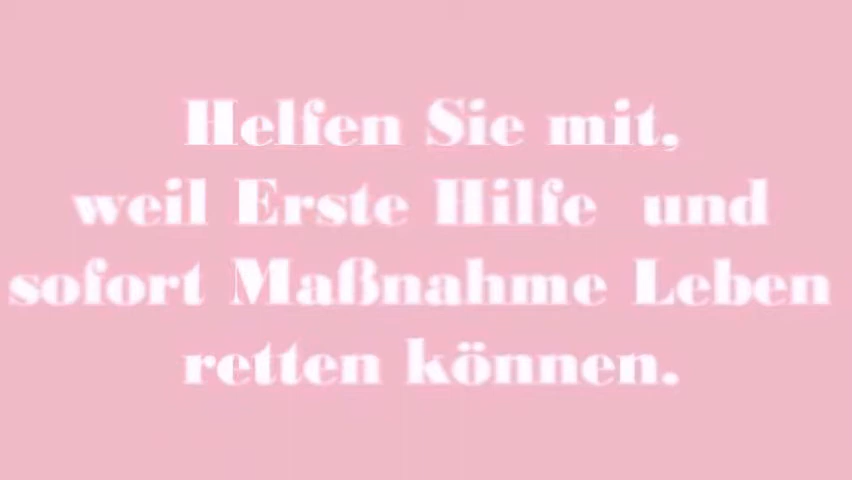 Helfen Sie mit,
weil Erste Hilfe und
sofort Maßnahme Leben
retten können.